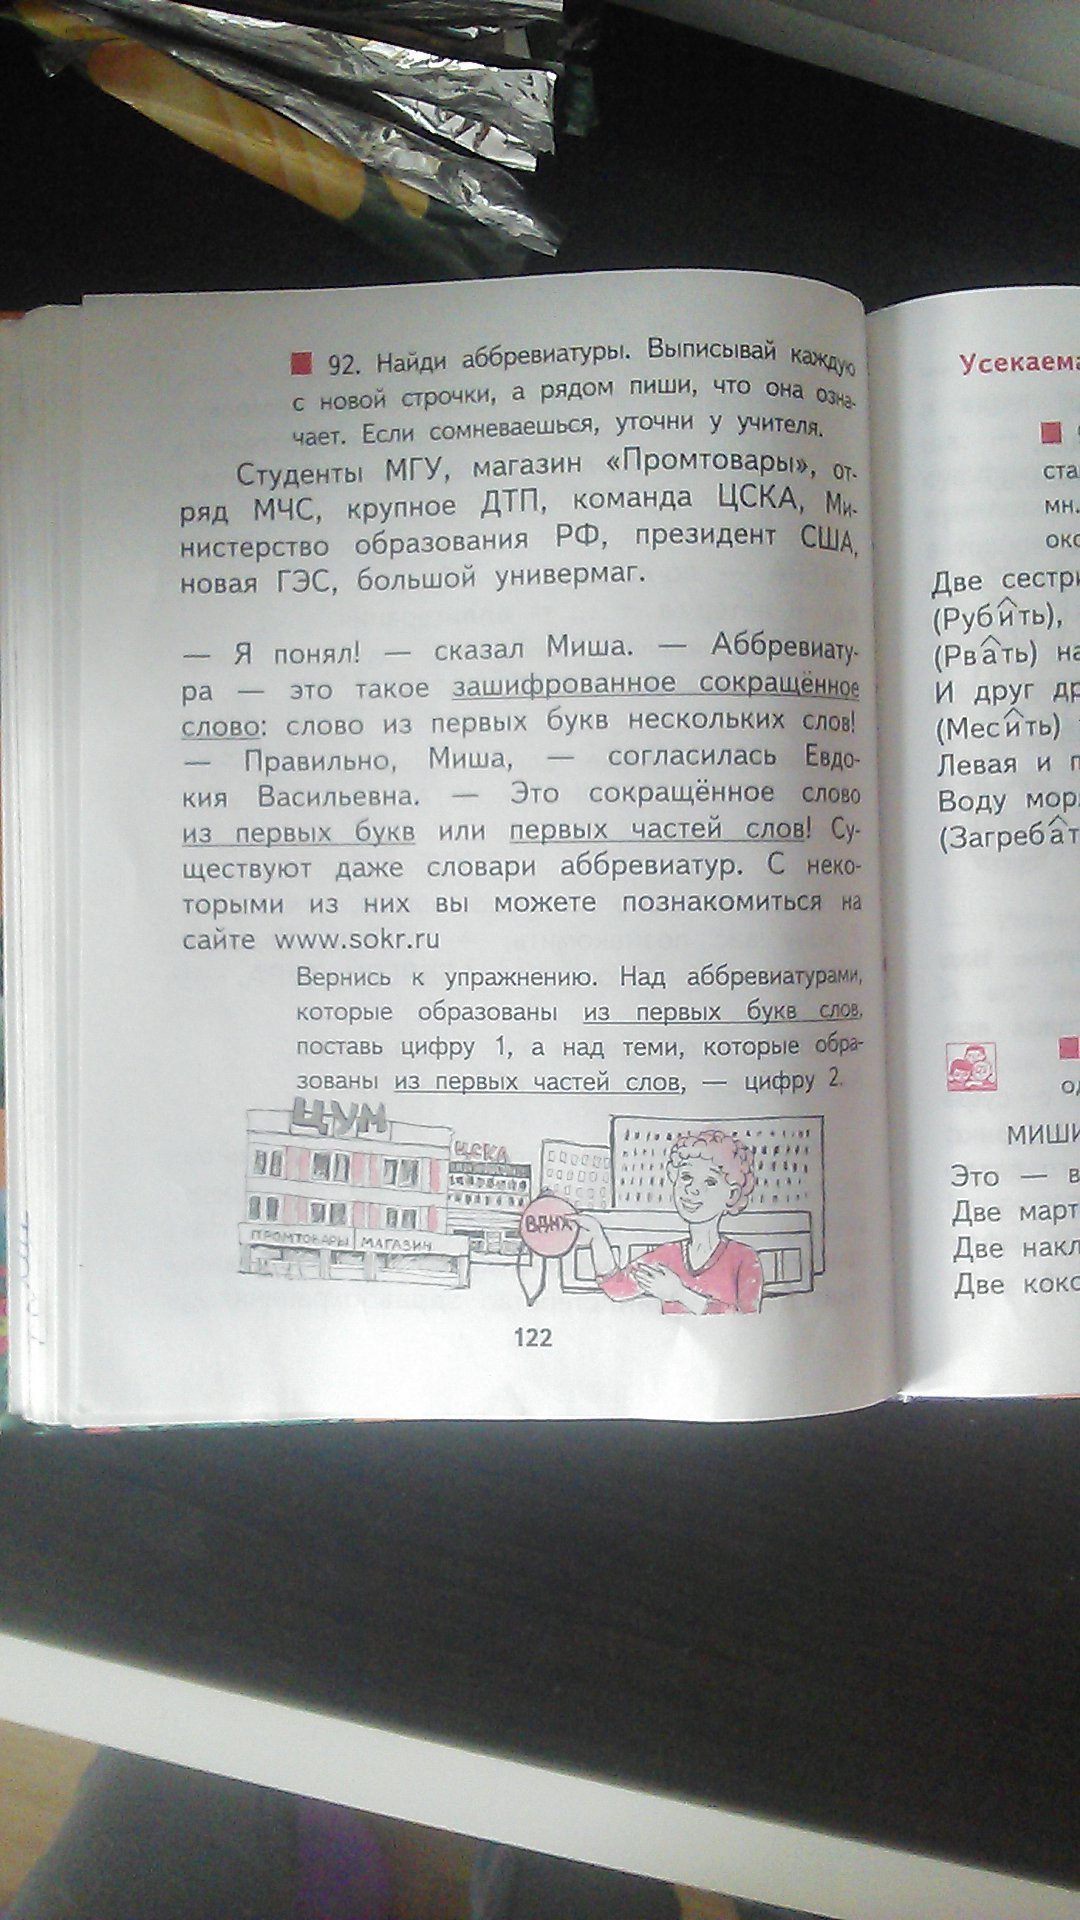 92. Найди аббревиатуры. Выписывай каждую
с новой строчки, а рядом пиши, что она озна-
чает. Если сомневаешься, уточни у учителя.
Студенты МГУ, магазин «Промтовары», от-
ряд МЧС, крупное ДТП, команда ЦСКА, Ми-
нистерство образования РФ, президент США,
новая ГЭС, большой универмаг.
— Я понял! — сказал Миша. — Аббревиату-
ра — это такое зашифрованное сокращённое
слово: слово из первых букв нескольких слов!
— Правильно, Миша, — согласилась Евдо-
кия Васильевна. — Это сокращённое слово
из первых букв или первых частей слов! Су-
ществуют даже словари аббревиатур. С неко-
торыми из них вы можете познакомиться на
сайте www.sokr.ru
Вернись к упражнению. Над аббревиатурами,
которые образованы из первых букв слов,
поставь цифру 1, а над теми, которые обра-
зованы из первых частей слов, — цифру 2.
ЦУМ
ЦСКА
ВДНХ
ПРОМТОВАРЫ МАГАЗИН
122
Усекаема
ста
мн.
око
Две сестри
(Рубить),
(Рвать) на
И друг др
(Месить)
Левая и п
Воду мор
(Загребат
од
МИШИ
Это — в
Две март
Две накл
Две коко